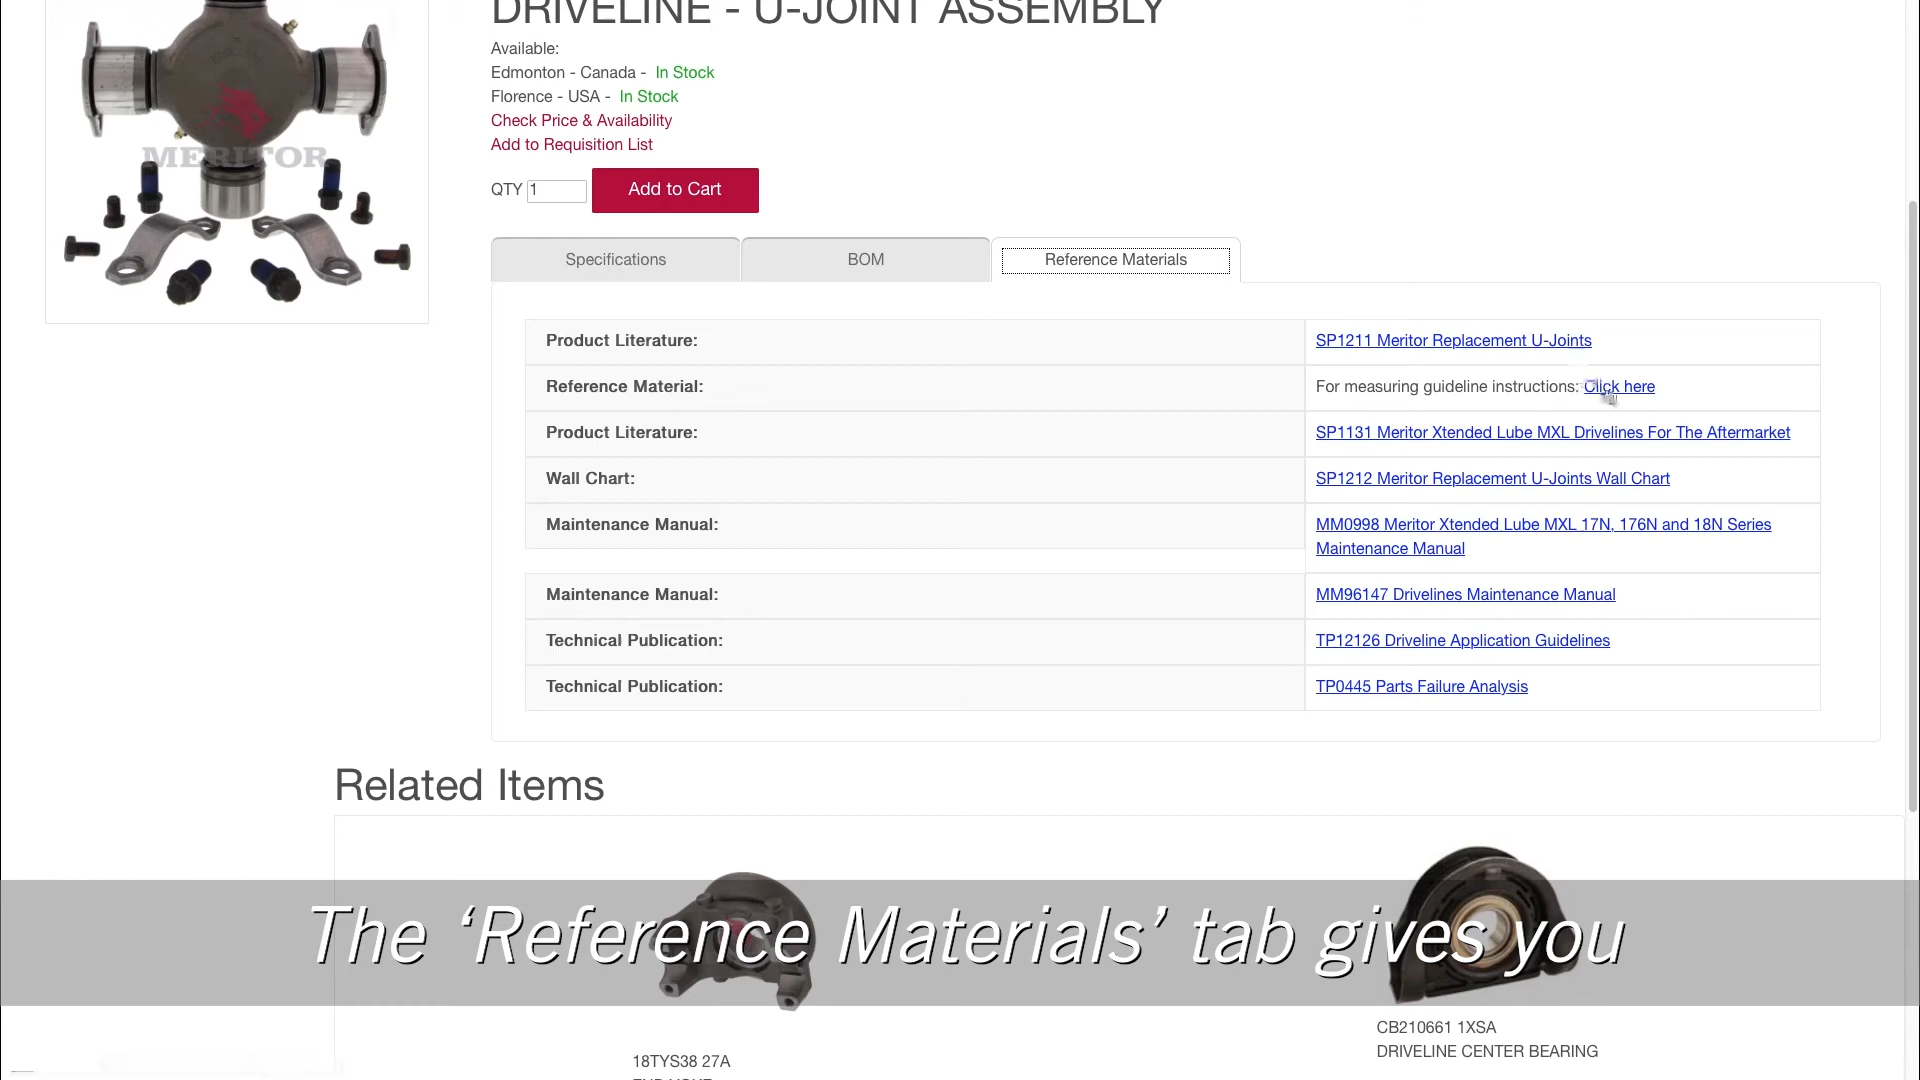 DRIVELINE - U-JOINT ASSEMBLY
Available:
Edmonton - Canada - In Stock
Florence - USA - In Stock
Check Price & Availability
Add to Requisition List
MERITOR
QTY 1 Add to Cart
Specifications BOM Reference Materials
Product Literature: SP1211 Meritor Replacement U-Joints
Reference Material: For measuring guideline instructions: Click here
Product Literature: SP1131 Meritor Xtended Lube MXL Drivelines For The Aftermarket
Wall Chart: SP1212 Meritor Replacement U-Joints Wall Chart
Maintenance Manual: MM0998 Meritor Xtended Lube MXL 17N, 176N and 18N Series
Maintenance Manual
Maintenance Manual: MM96147 Drivelines Maintenance Manual
Technical Publication: TP12126 Driveline Application Guidelines
Technical Publication: TP0445 Parts Failure Analysis
Related Items
The ‘Reference Materials’ tab gives you
CB210661 1XSA
DRIVELINE CENTER BEARING
18TYS38 27A